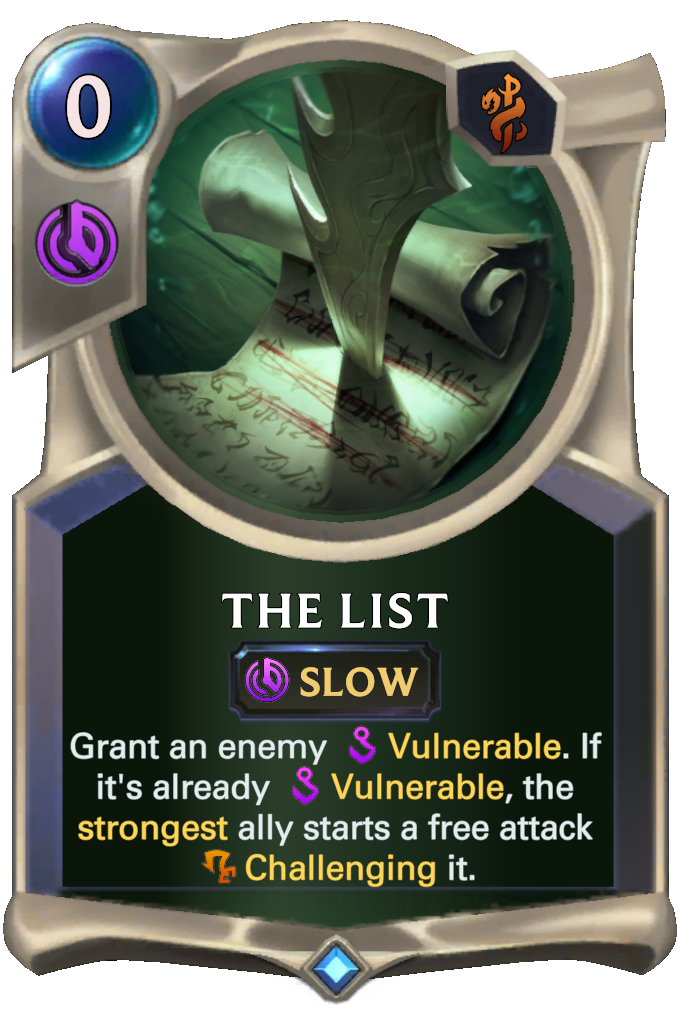 0
THE LIST
SLOW
Grant an enemy Vulnerable. If
it's already Vulnerable, the
strongest ally starts a free attack
Challenging it.